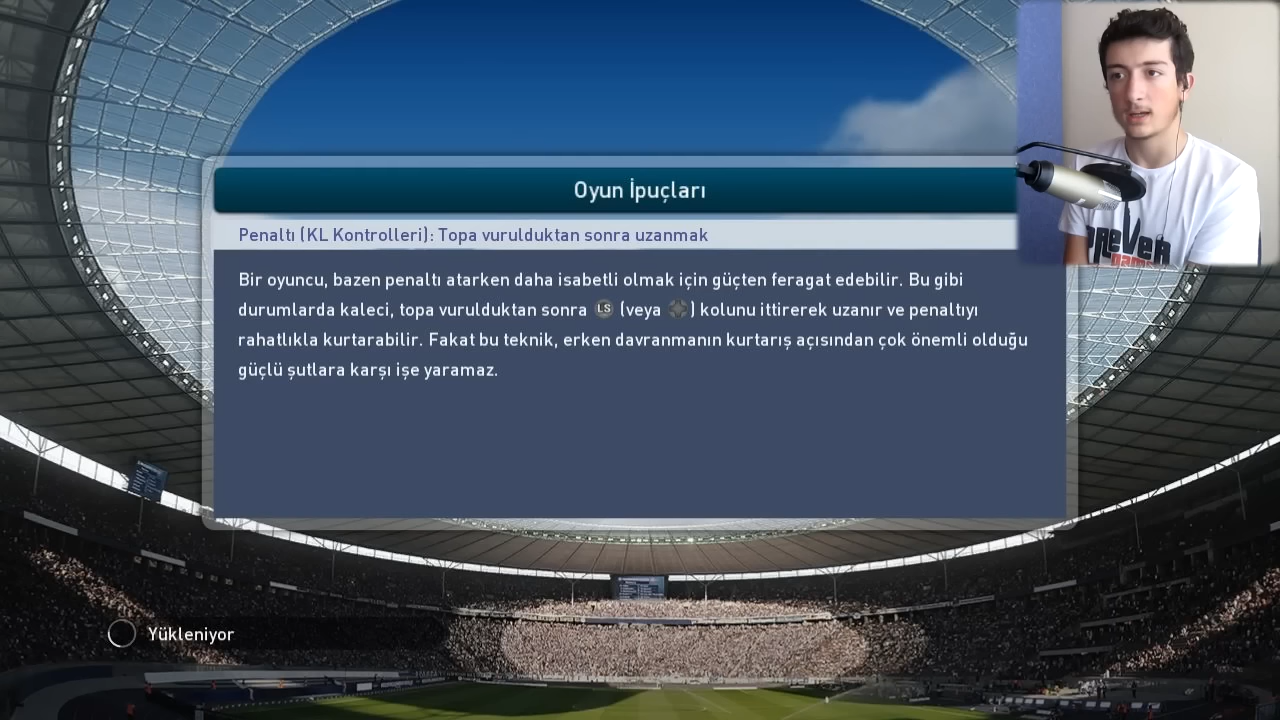 Oyun İpuçları
Penaltı (KL Kontrolleri): Topa vurulduktan sonra uzanmak
Bir oyuncu, bazen penaltı atarken daha isabetli olmak için güçten feragat edebilir. Bu gibi
durumlarda kaleci, topa vurulduktan sonra LS (veya ) kolunu ittirerek uzanır ve penaltıyı
rahatlıkla kurtarabilir. Fakat bu teknik, erken davranmanın kurtarış açısından çok önemli olduğu
güçlü şutlara karşı işe yaramaz.
Yükleniyor